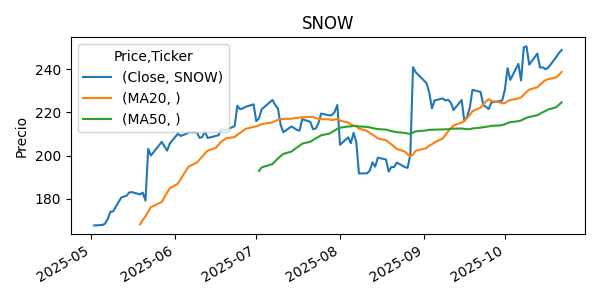 SNOW
Price,Ticker
(Close, SNOW)
(MA20, )
(MA50, )
Precio
240
220
200
180
2025-05
2025-06
2025-07
2025-08
2025-09
2025-10